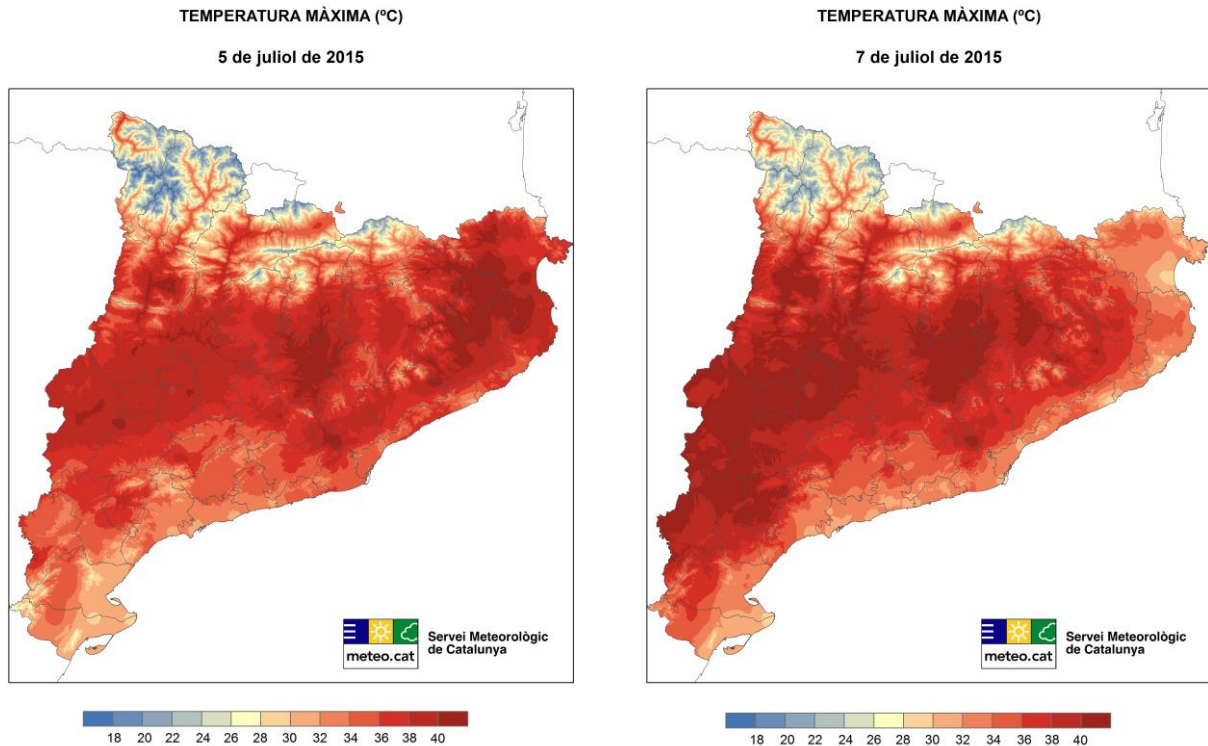 TEMPERATURA MÀXIMA (ºC)
5 de juliol de 2015
meteo.cat
Servei Meteorològic
de Catalunya
18 20 22 24 26 28 30 32 34 36 38 40
TEMPERATURA MÀXIMA (ºC)
7 de juliol de 2015
meteo.cat
Servei Meteorològic
de Catalunya
18 20 22 24 26 28 30 32 34 36 38 40